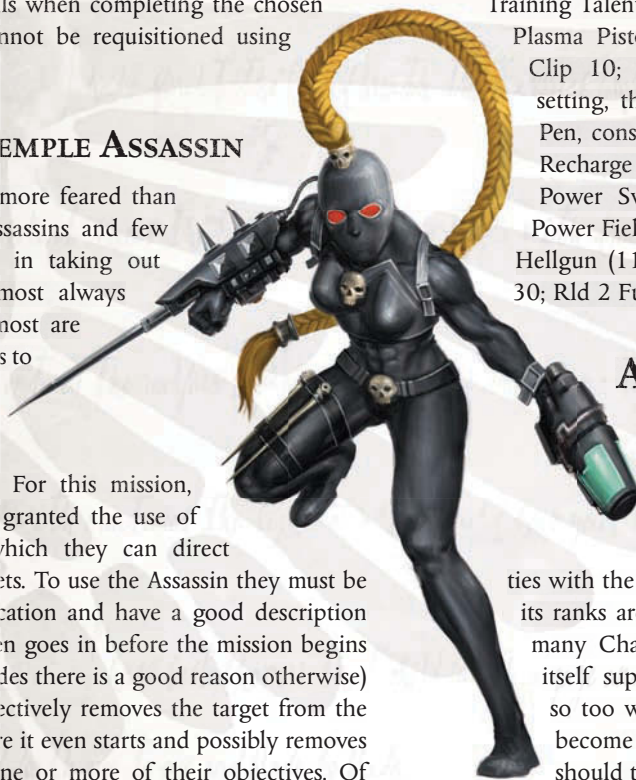 ls when completing the chosen
nnot be requisitioned using
EMPLE ASSASSIN
more feared than
ssassins and few
in taking out
most always
most are
s to
For this mission,
granted the use of
which they can direct
ets. To use the Assassin they must be
cation and have a good description
en goes in before the mission begins
des there is a good reason otherwise)
ectively removes the target from the
re it even starts and possibly removes
ne or more of their objectives. Of
Training Talent
Plasma Pisto
Clip 10;
setting, th
Pen, cons
Recharge
Power Sw
Power Fiel
Hellgun (11
30; Rld 2 Fu
A
ties with the
its ranks ar
many Cha
itself sup
so too w
become
should t